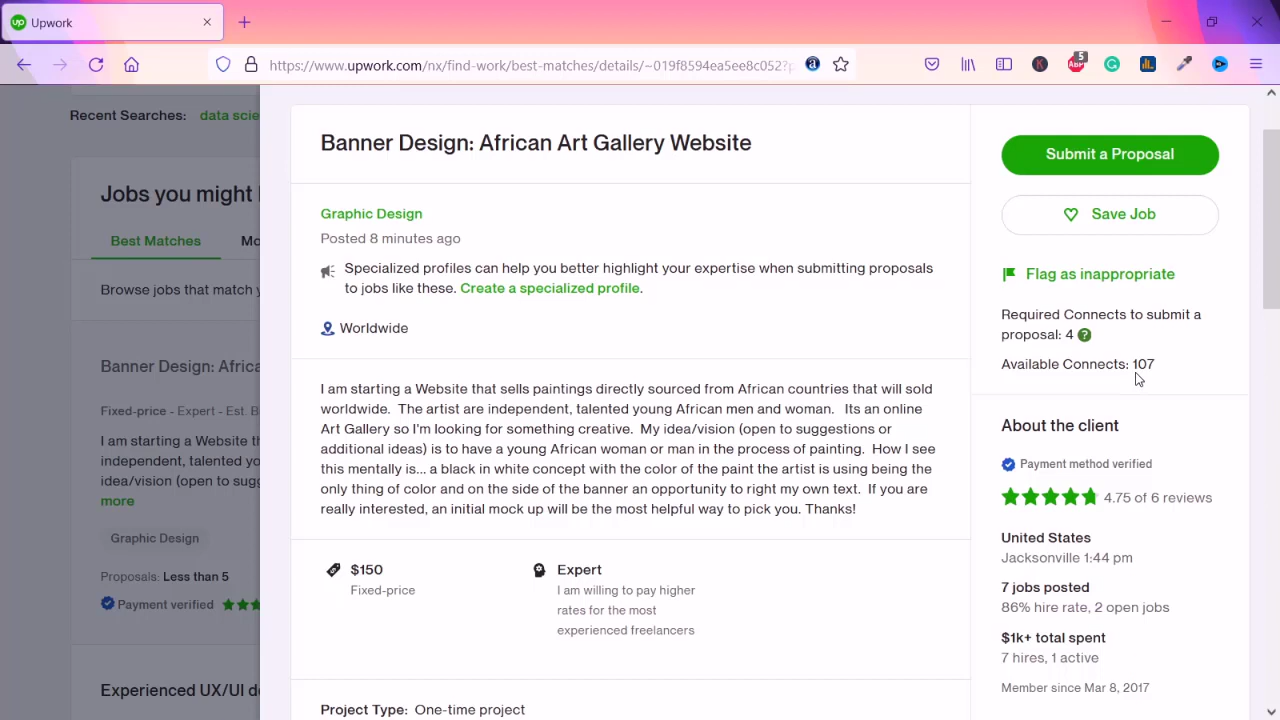 Upwork
https://www.upwork.com/nx/find-work/best-matches/details/~019f8594ea5ee8c052?p
5
Recent Searches: data scie
Jobs you might
Best Matches
Mo
Browse jobs that match y
Banner Design: Africa
Fixed-price - Expert - Est. B
I am starting a Website th
independent, talented yo
idea/vision (open to sugg
more
Graphic Design
Proposals: Less than 5
Payment verified
Experienced UX/UI de
Banner Design: African Art Gallery Website
Graphic Design
Posted 8 minutes ago
Specialized profiles can help you better highlight your expertise when submitting proposals
to jobs like these. Create a specialized profile.
Worldwide
I am starting a Website that sells paintings directly sourced from African countries that will sold
worldwide. The artist are independent, talented young African men and woman. Its an online
Art Gallery so I'm looking for something creative. My idea/vision (open to suggestions or
additional ideas) is to have a young African woman or man in the process of painting. How I see
this mentally is... a black in white concept with the color of the paint the artist is using being the
only thing of color and on the side of the banner an opportunity to right my own text. If you are
really interested, an initial mock up will be the most helpful way to pick you. Thanks!
$150
Fixed-price
Expert
I am willing to pay higher
rates for the most
experienced freelancers
Project Type: One-time project
Submit a Proposal
Save Job
Flag as inappropriate
Required Connects to submit a
proposal: 4
Available Connects: 107
About the client
Payment method verified
4.75 of 6 reviews
United States
Jacksonville 1:44 pm
7 jobs posted
86% hire rate, 2 open jobs
$1k+ total spent
7 hires, 1 active
Member since Mar 8, 2017